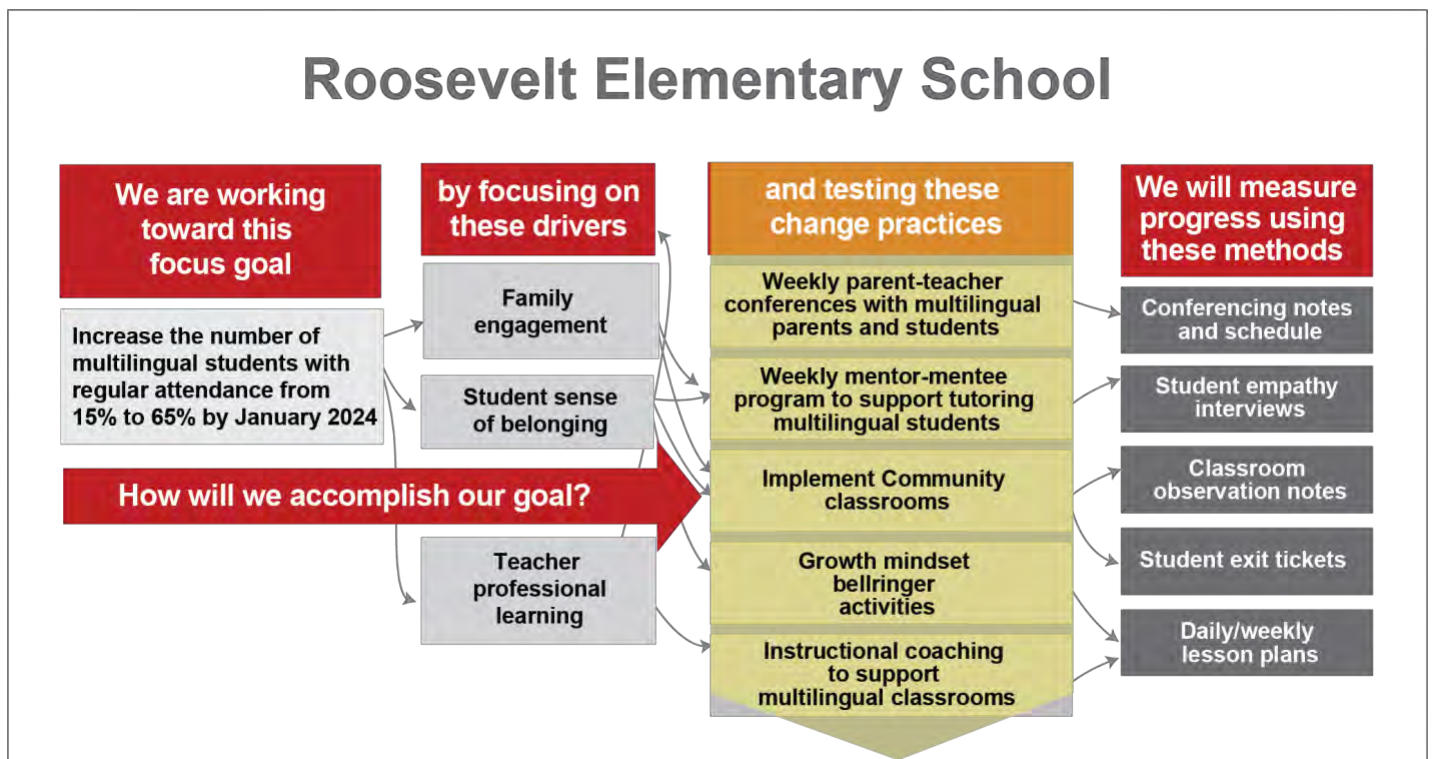 Roosevelt Elementary School
We are working
toward this
focus goal
Increase the number of
multilingual students with
regular attendance from
15% to 65% by January 2024
by focusing on
these drivers
Family
engagement
Student sense
of belonging
How will we accomplish our goal?
Teacher
professional
learning
and testing these
change practices
Weekly parent-teacher
conferences with multilingual
parents and students
Weekly mentor-mentee
program to support tutoring
multilingual students
Implement Community
classrooms
Growth mindset
bellringer
activities
Instructional coaching
to support
multilingual classrooms
We will measure
progress using
these methods
Conferencing notes
and schedule
Student empathy
interviews
Classroom
observation notes
Student exit tickets
Daily/weekly
lesson plans